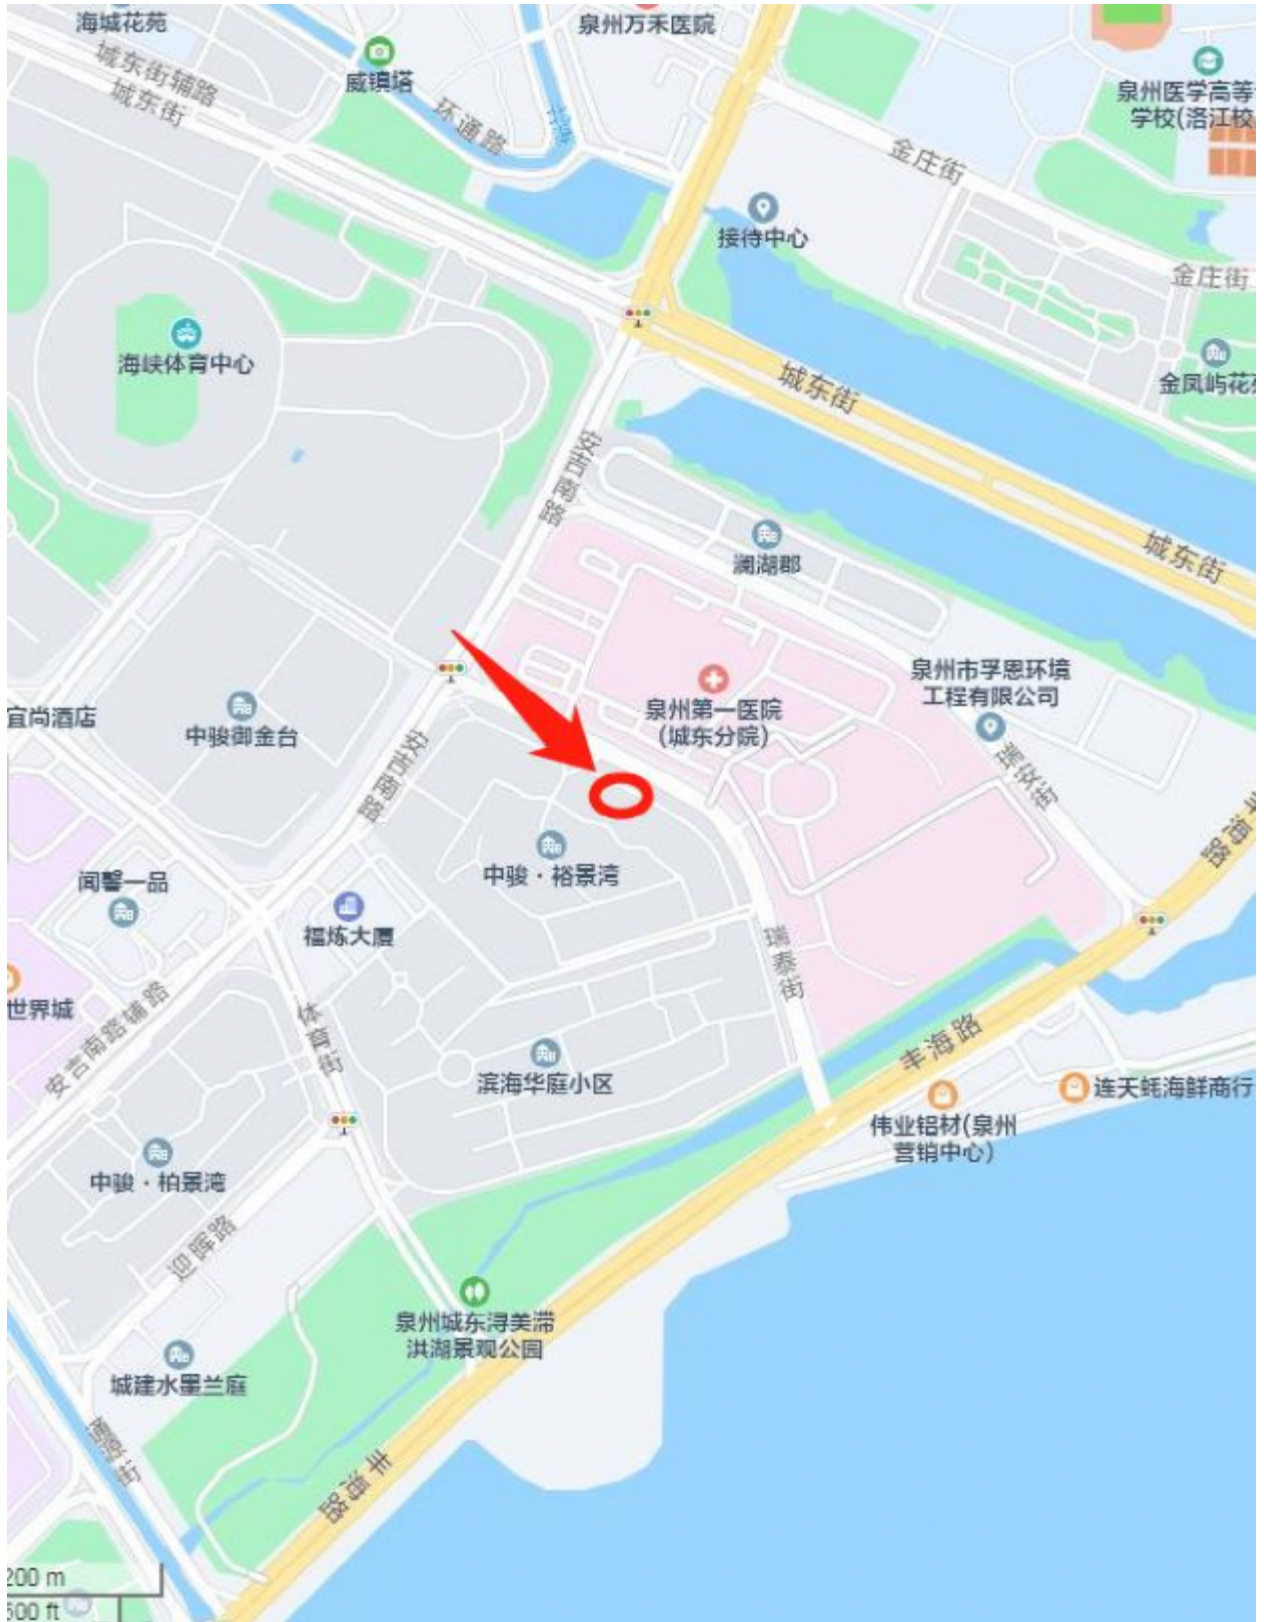 海城花苑
泉州万禾医院
城东街辅路
城东街
威镇塔
环通路
泉州医学高等
学校(洛江校
金庄街
接待中心
金庄街
海峡体育中心
城东街
金凤屿花
安吉南路
澜湖郡
城东街
泉州市孚恩环境
工程有限公司
宜尚酒店
中骏御金台
泉州第一医院
(城东分院)
安吉南路
瑞安街
丰海路
中骏·裕景湾
闻馨一品
福炼大厦
瑞泰街
世界城
安吉南路辅路
体育街
丰海路
滨海华庭小区
连天蚝海鲜商行
伟业铝材(泉州
营销中心)
中骏·柏景湾
迎晖路
泉州城东浔美滞
洪湖景观公园
城建水墨兰庭
丰海路
200 m
500 ft